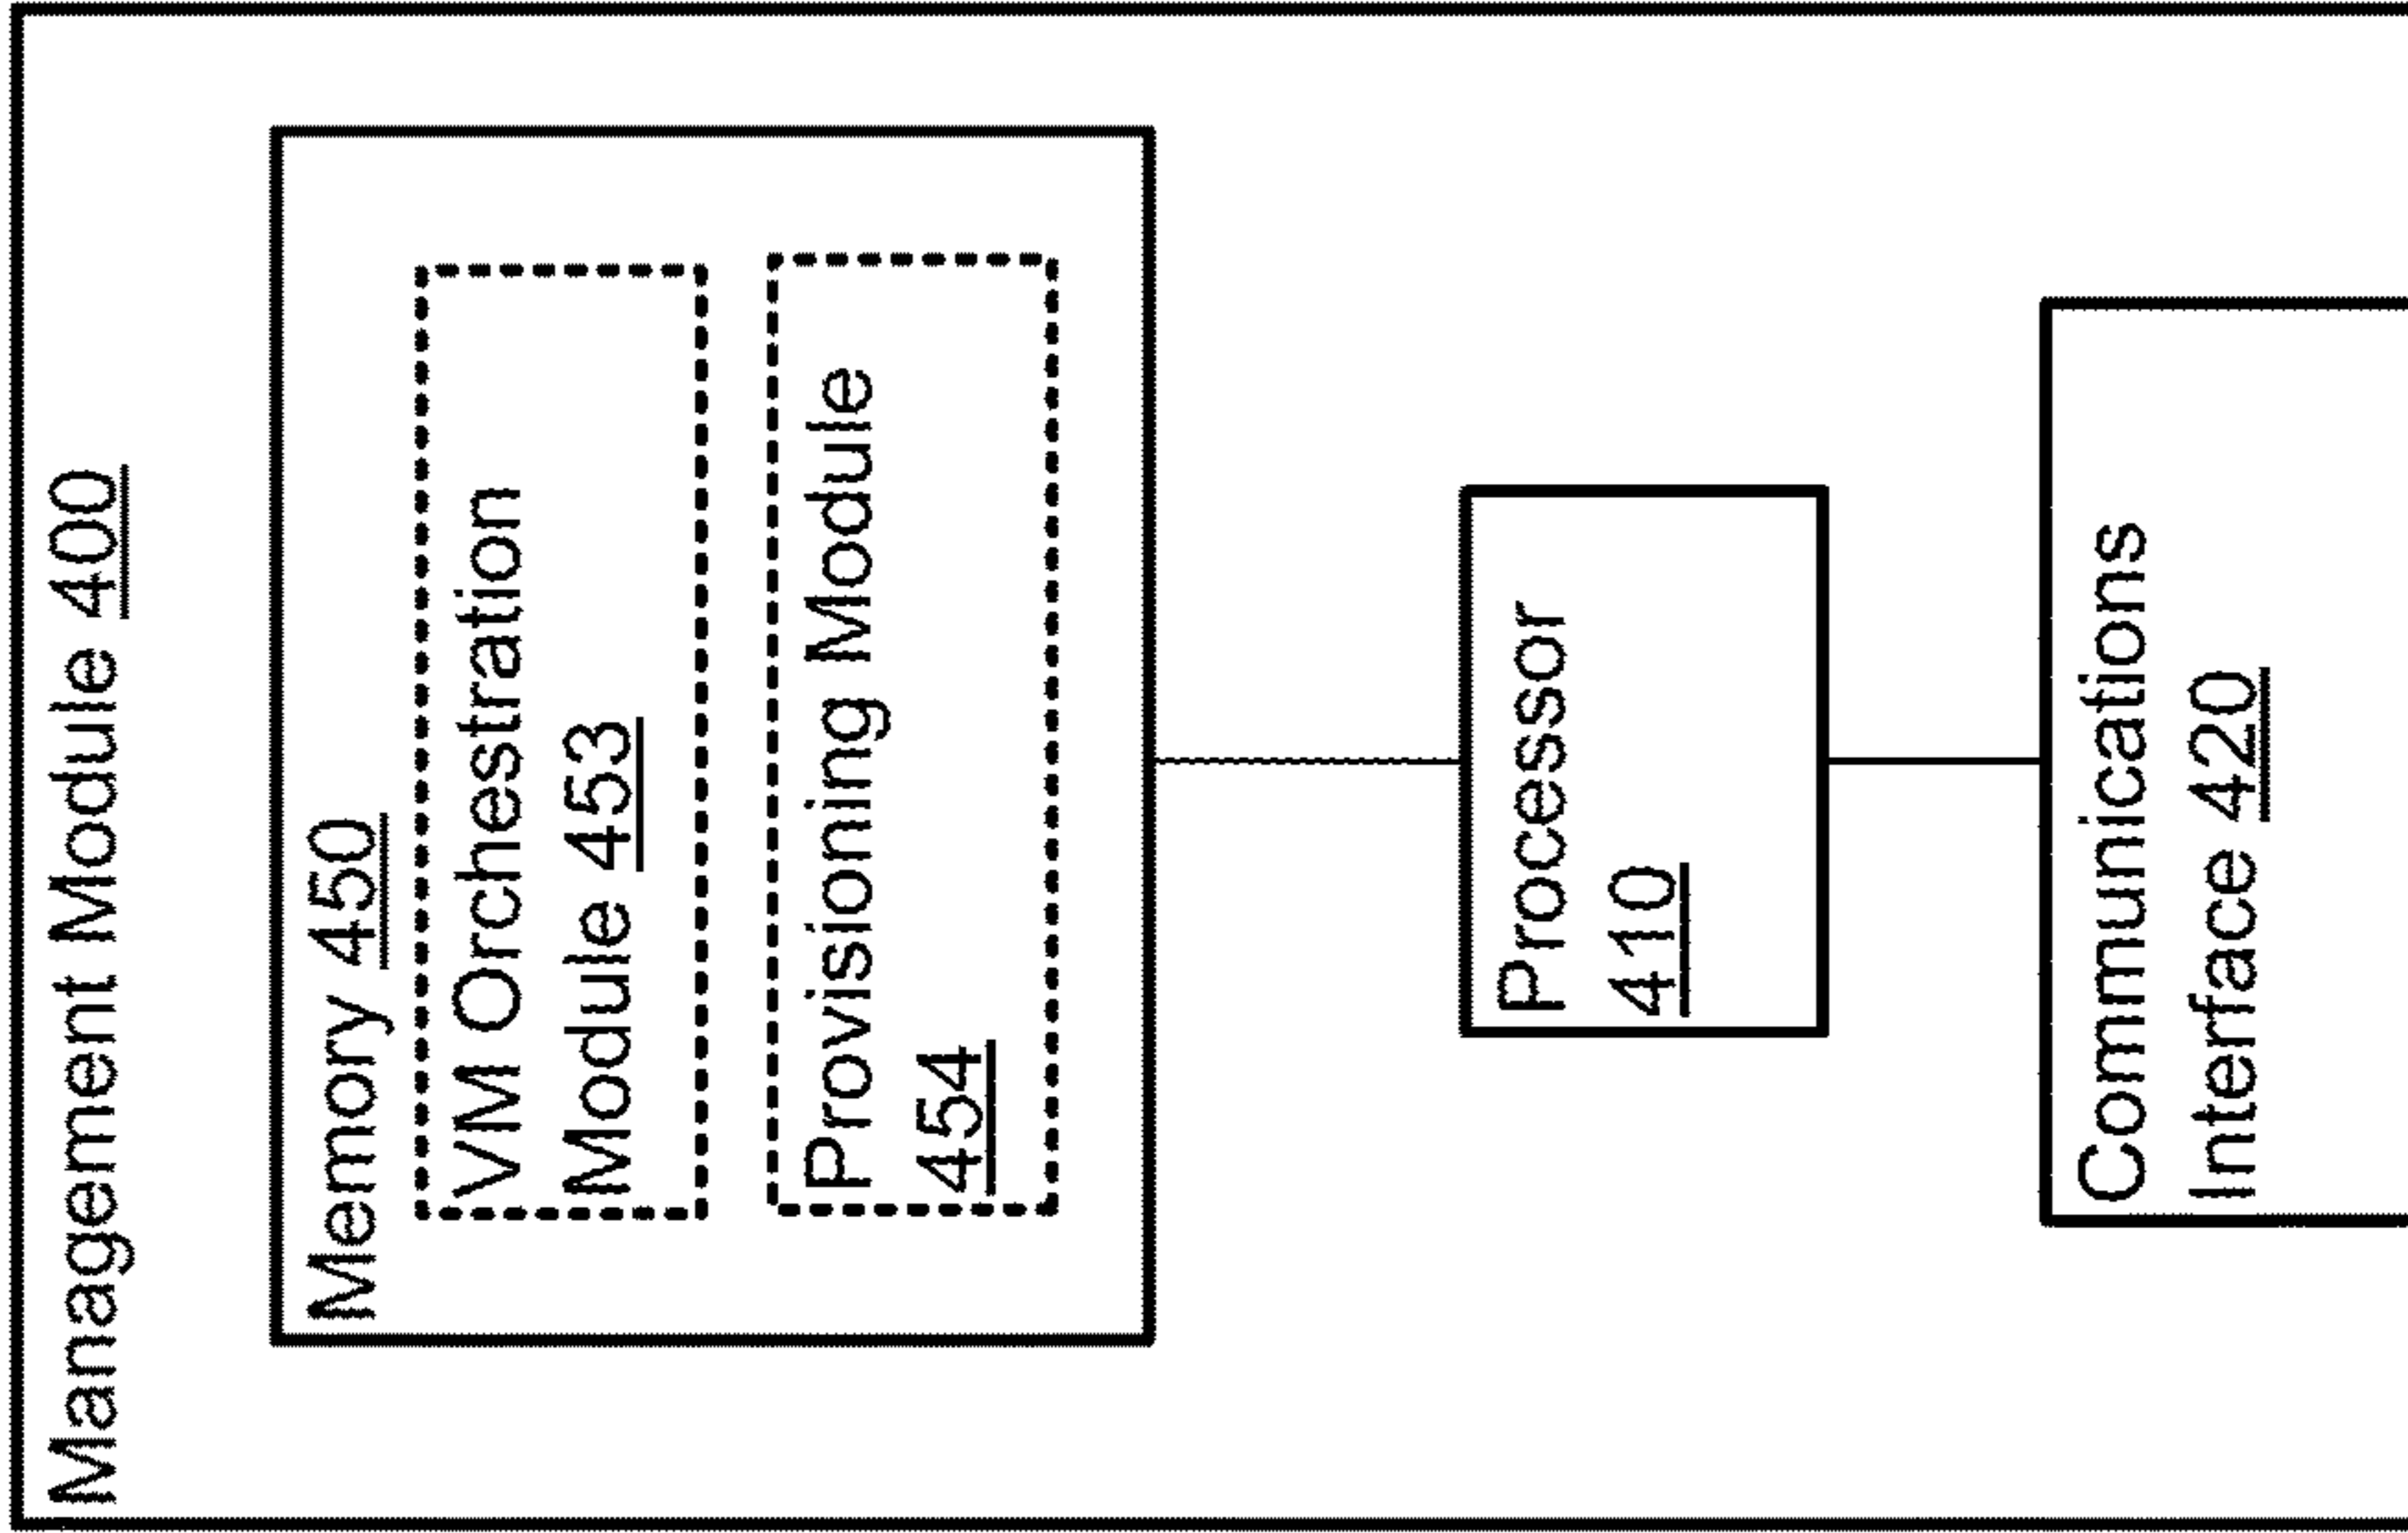 Management Module 400
Memory 450
VM Orchestration
Module 453
Provisioning Module
454
Processor
410
Communications
Interface 420